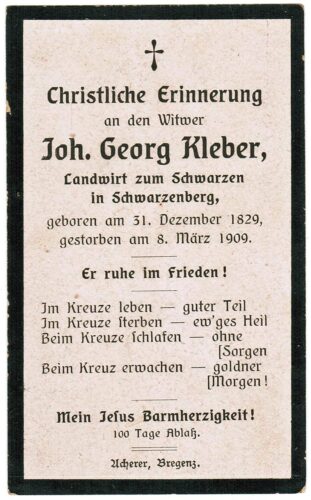 Christliche Erinnerung
an den Witwer
Joh. Georg Kleber,
Landwirt zum Schwarzen
in Schwarzenberg,
geboren am 31. Dezember 1829,
gestorben am 8. März 1909.
Er ruhe im Frieden!
Im Kreuze leben — guter Teil
Im Kreuze sterben — ew'ges Heil
Beim Kreuze schlafen — ohne
[Sorgen
Beim Kreuz erwachen — goldner
[Morgen!
Mein Jesus Barmherzigkeit!
100 Tage Ablaß.
Acherer, Bregenz.